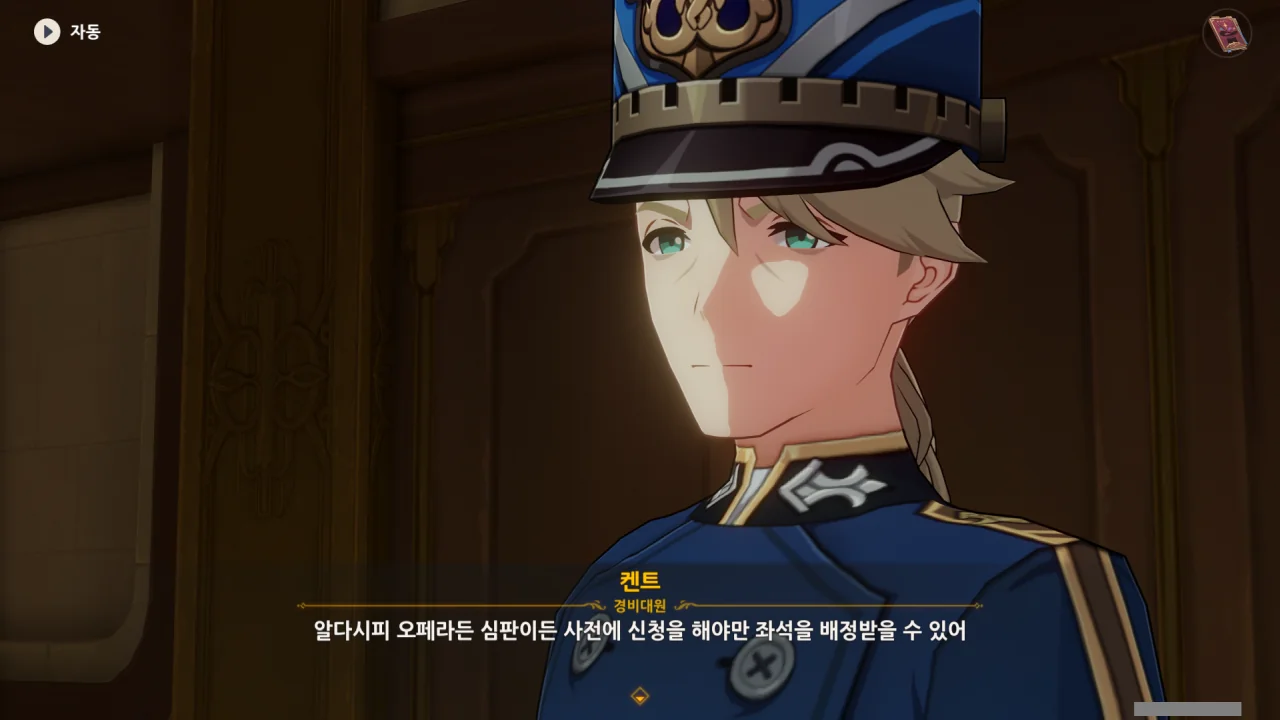 자동
켄트
경비대원
알다시피 오페라든 심판이든 사전에 신청을 해야만 좌석을 배정받을 수 있어